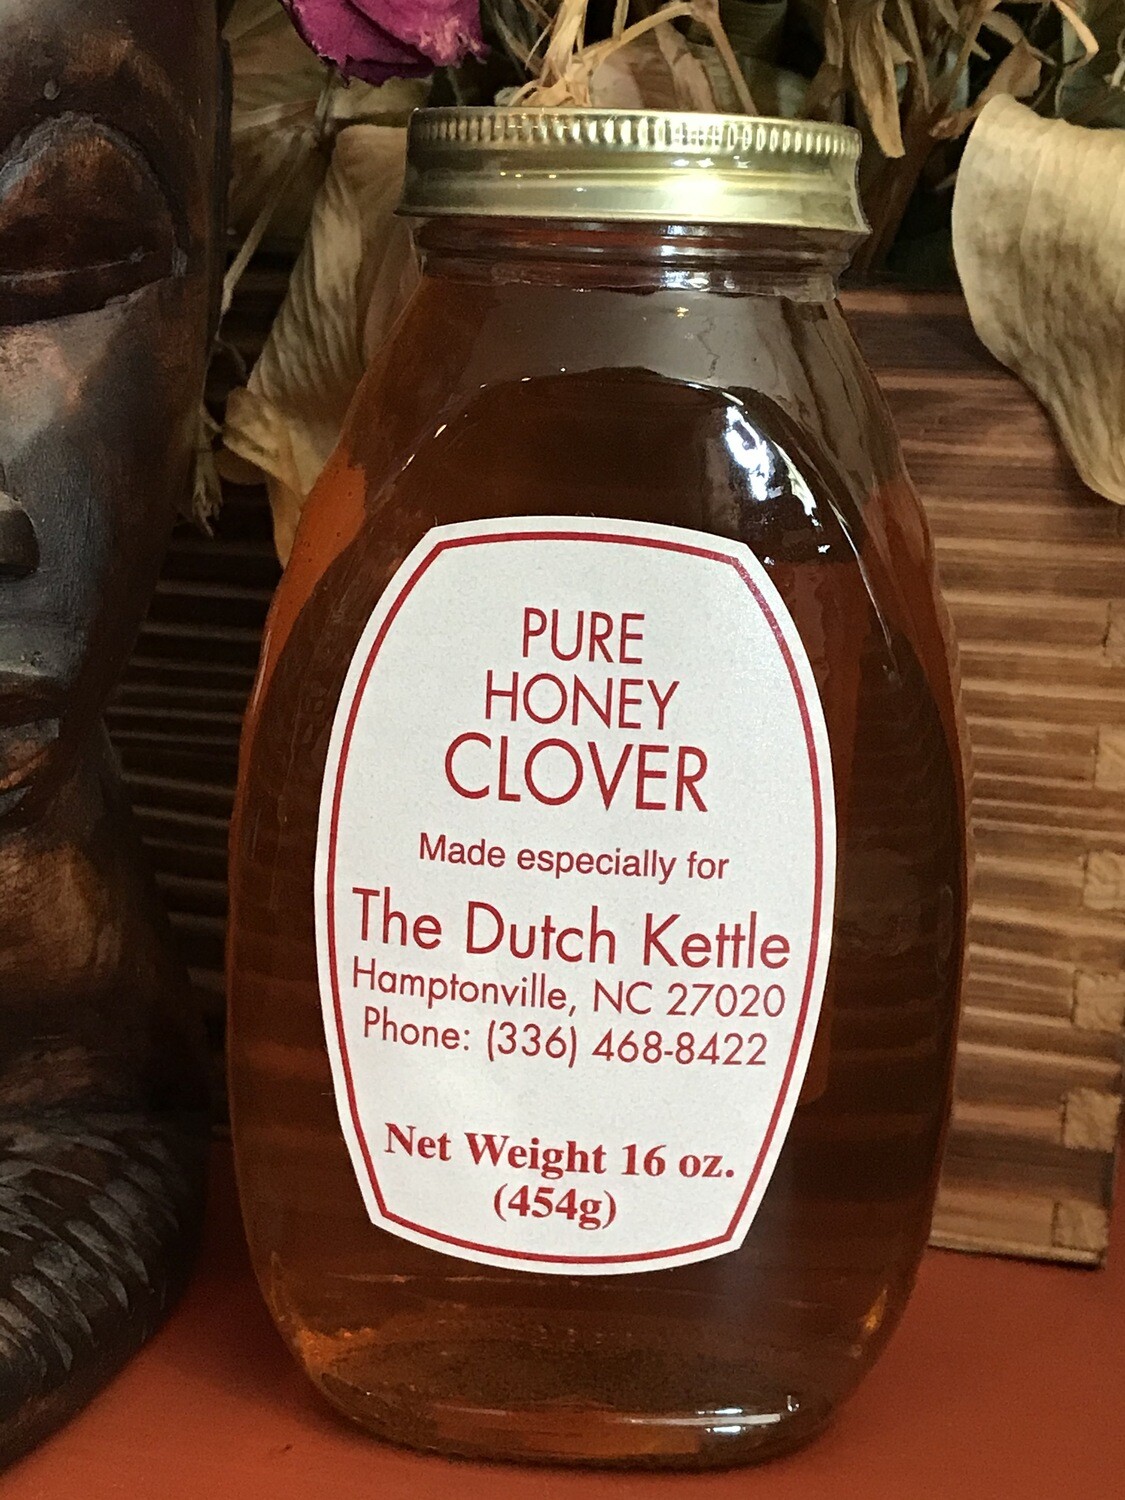 PURE
HONEY
CLOVER
Made especially for
The Dutch Kettle
Hamptonville, NC 27020
Phone: (336) 468-8422
Net Weight 16 oz.
(454g)